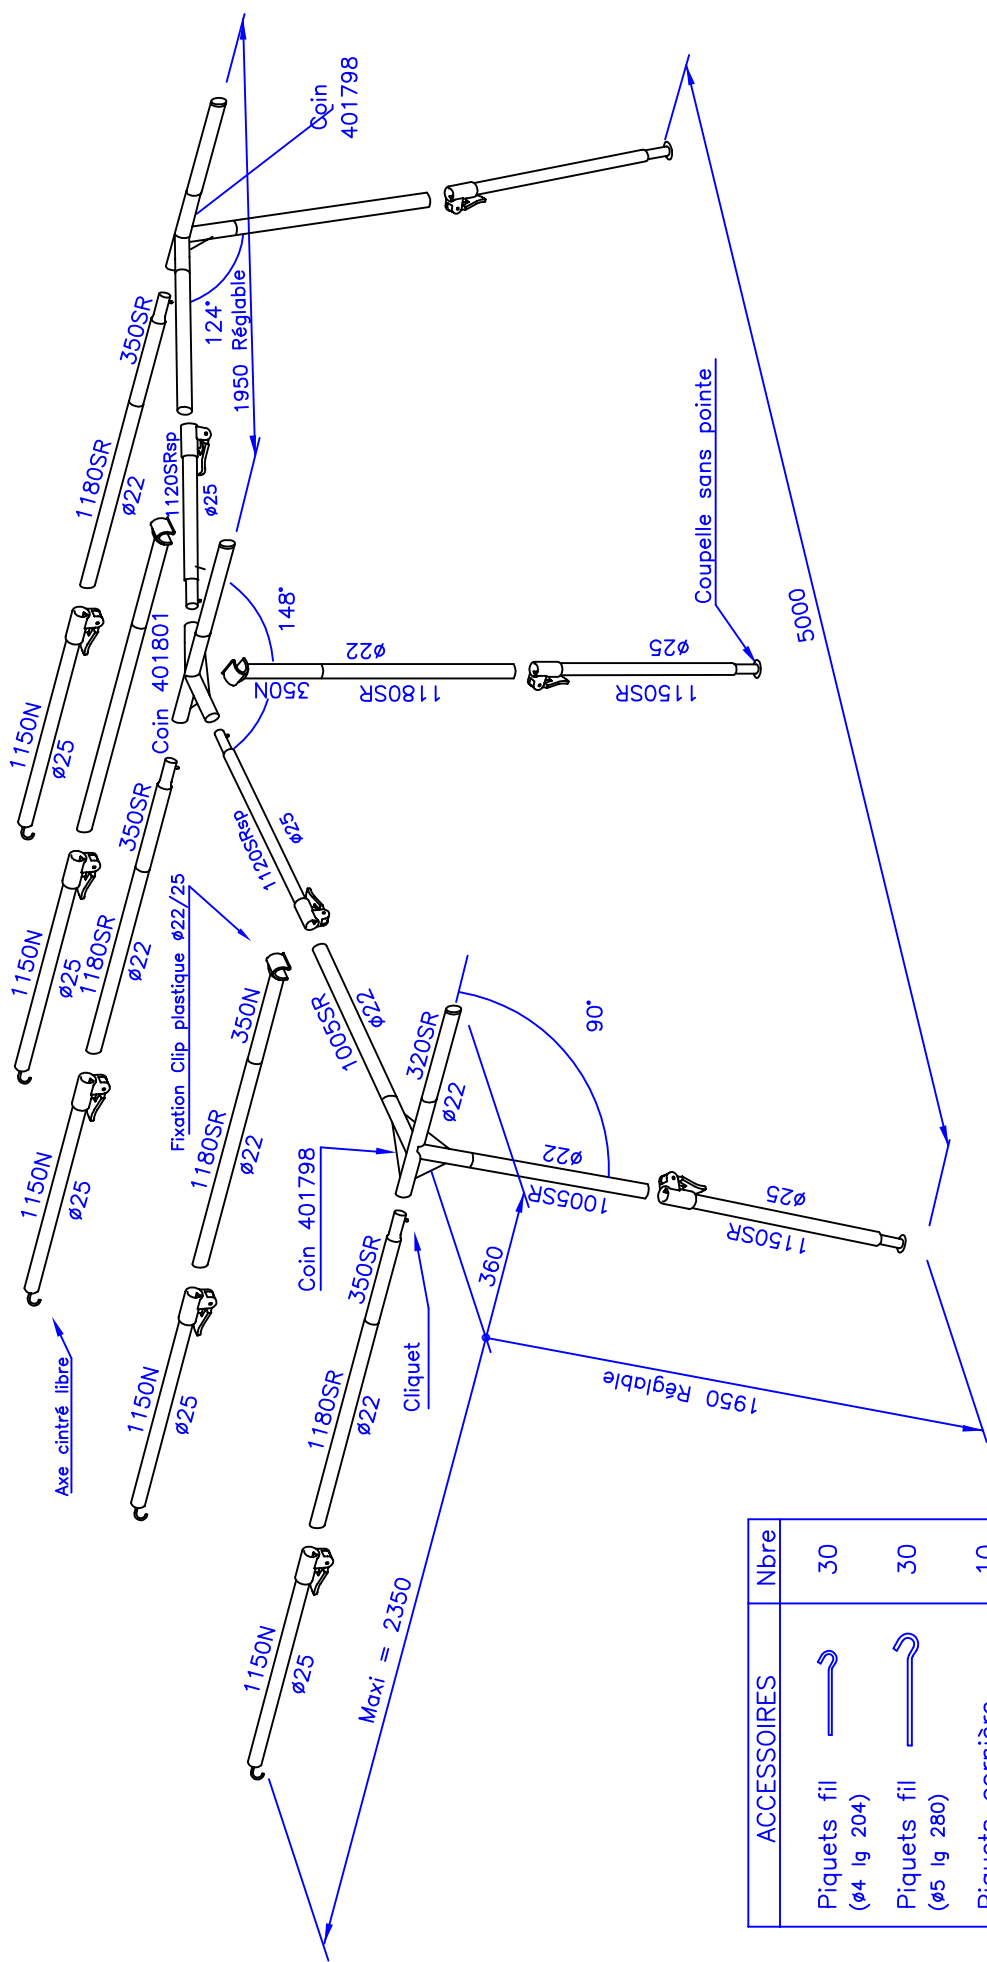 Coin
401798
350SR
1180SR
ø22
124°
1950 Réglable
1120SRsp
ø25
1150N
ø25
Coin 401801
148°
350N
ø22
1180SR
ø25
1150SR
Coupelle sans pointe
5000
1150N
ø25
350SR
1180SR
ø22
1120SRsp
ø25
Fixation Clip plastique ø22/25
1150N
ø25
350N
1180SR
ø22
1005SR
ø22
320SR
ø22
90°
Coin 401798
ø22
1005SR
ø25
1150SR
350SR
360
Cliquet
1180SR
ø22
1950 Réglable
Axe cintré libre
1150N
ø25
1150N
ø25
Maxi = 2350
ACCESSOIRES Nbre
Piquets fil 30
(ø4 lg 204)
Piquets fil 30
(ø5 lg 280)